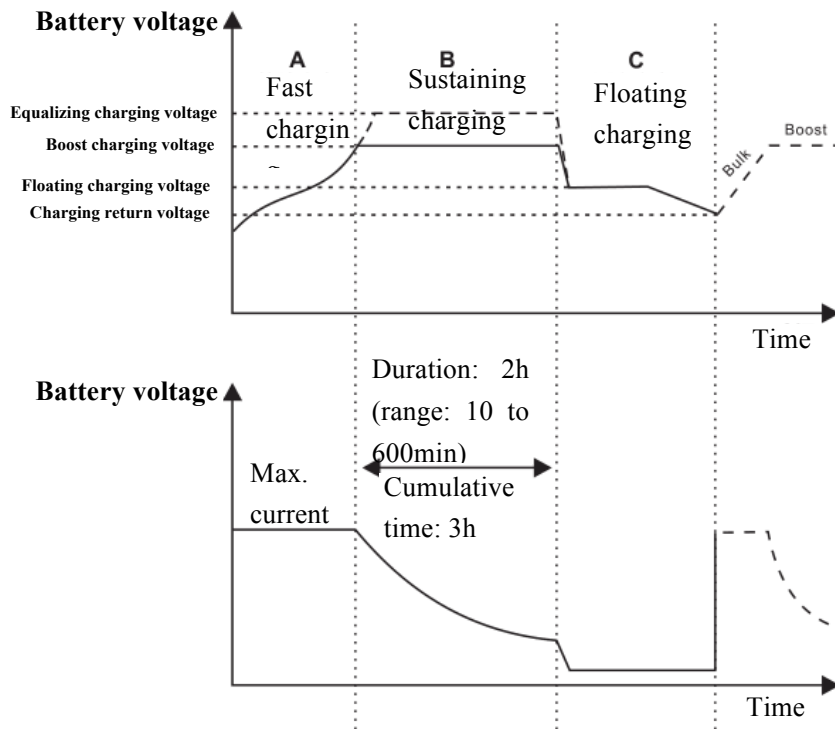 Battery voltage
A
B
C
Fast
chargin
Sustaining
charging
Floating
charging
Equalizing charging voltage
Boost charging voltage
Floating charging voltage
Charging return voltage
Bulk
Boost
Time
Battery voltage
Duration: 2h
(range: 10 to
600min)
Max.
current
Cumulative
time: 3h
Time